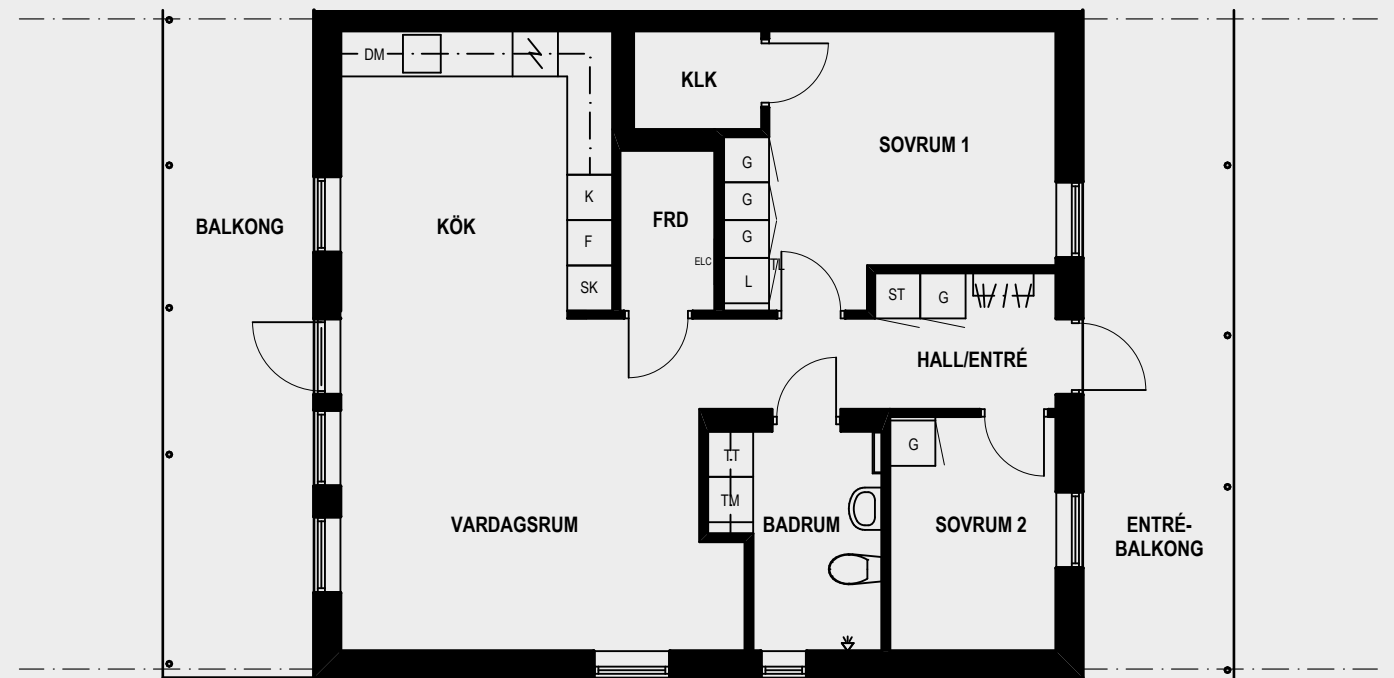 DM
KLK
SOVRUM 1
G
K
G
BALKONG
KÖK
FRD
F
G
ELC
T/L
SK
L
ST
G
HALL/ENTRÉ
G
T.T
TM
VARDAGSRUM
BADRUM
SOVRUM 2
ENTRÉ-
BALKONG